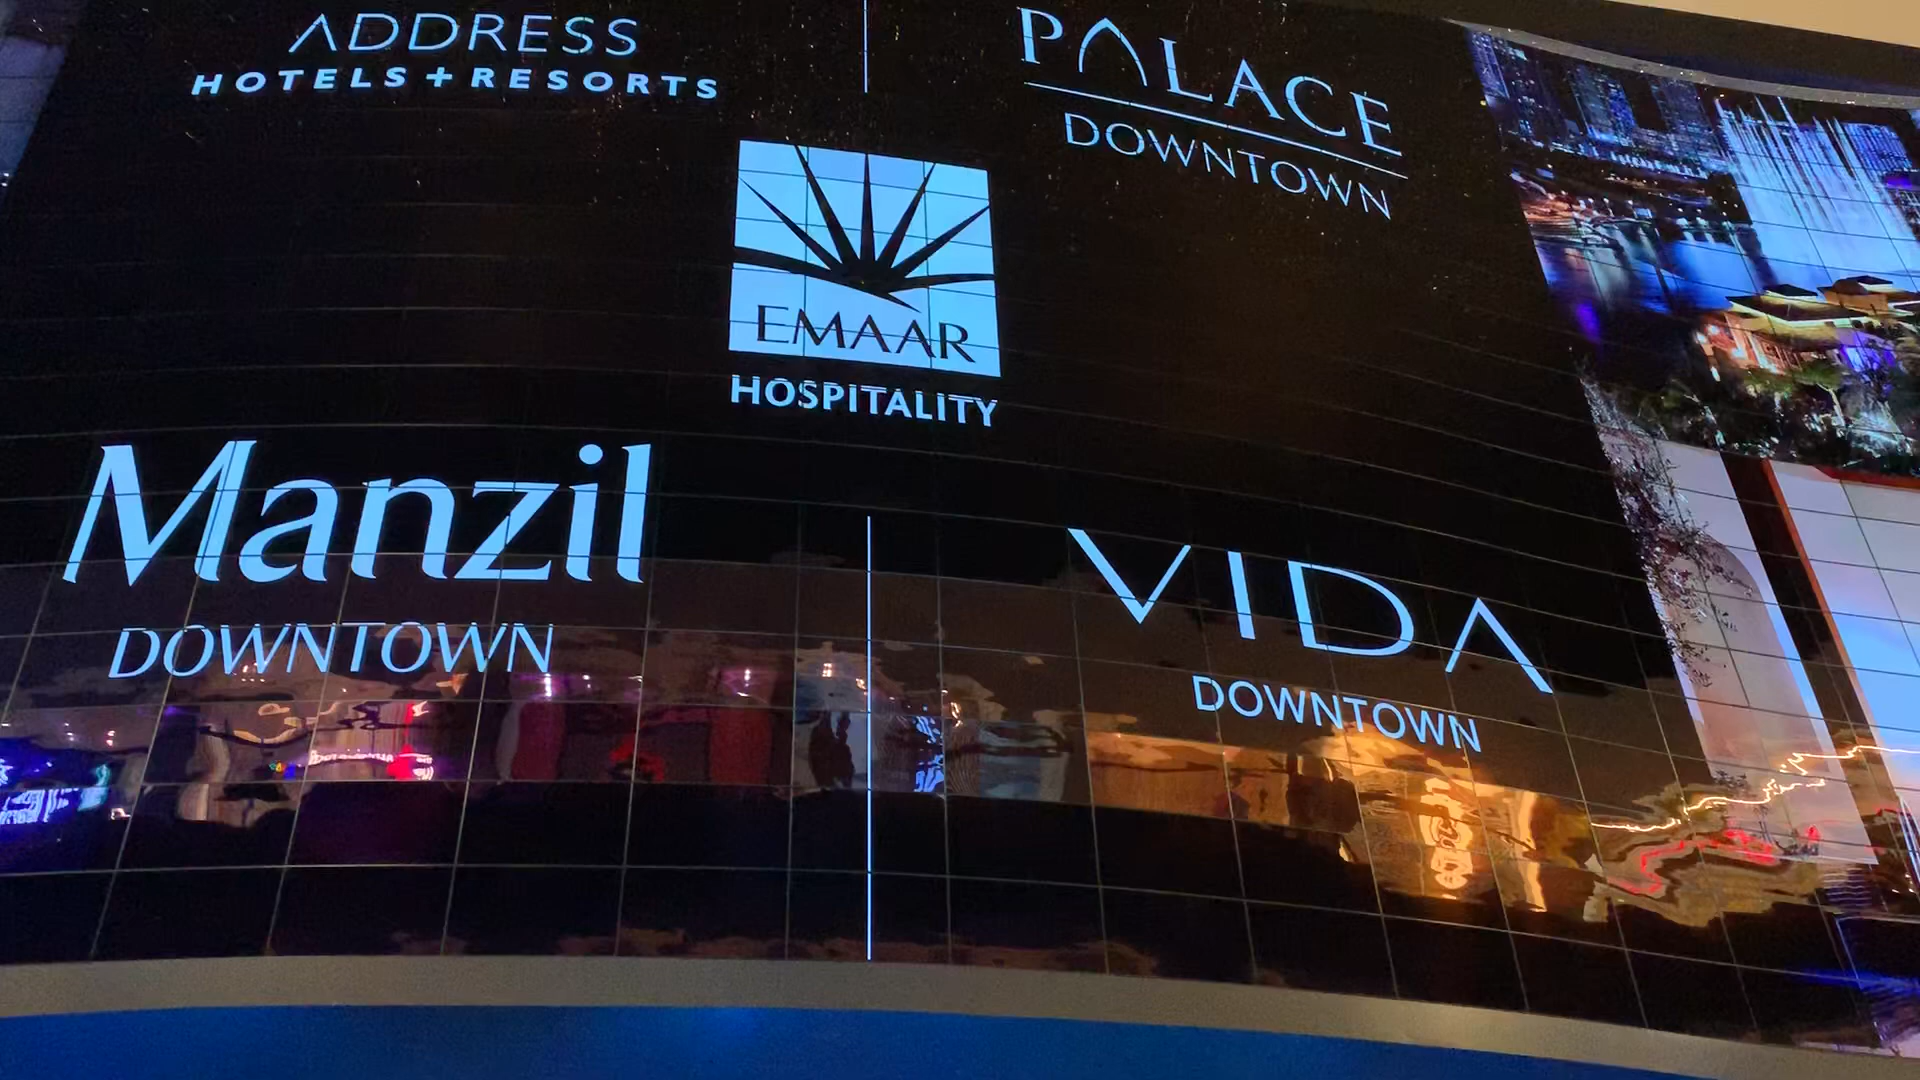 ADDRESS
HOTELS + RESORTS
PALACE
DOWNTOWN
EMAAR
HOSPITALITY
Manzil
DOWNTOWN
VIDA
DOWNTOWN